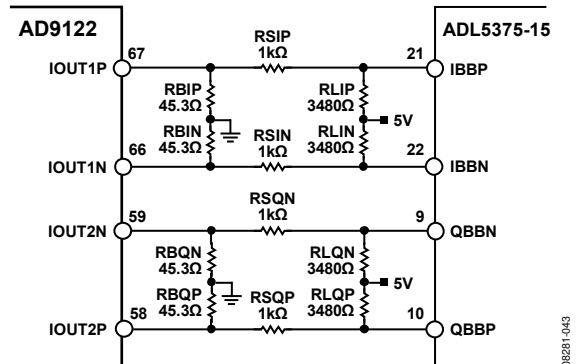 AD9122
ADL5375-15
IOUT1P
67
RSIP
1kΩ
21
IBBP
RBIP
45.3Ω
RLIP
3480Ω
5V
RBIN
45.3Ω
RSIN
1kΩ
RLIN
3480Ω
IOUT1N
66
22
IBBN
IOUT2N
59
RSQN
1kΩ
9
QBBN
RBQN
45.3Ω
RLQN
3480Ω
5V
RBQP
45.3Ω
RSQP
1kΩ
RLQP
3480Ω
IOUT2P
58
10
QBBP
08281-043